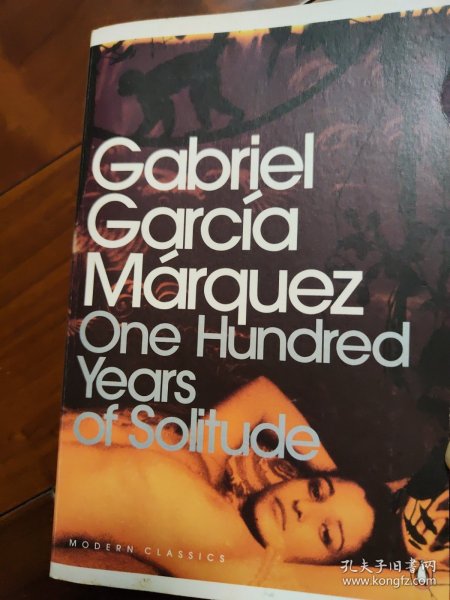 Gabriel
García
Márquez
One Hundred
Years
of Solitude
MODERN CLASSICS
孔夫子旧书网
www.kongfz.com